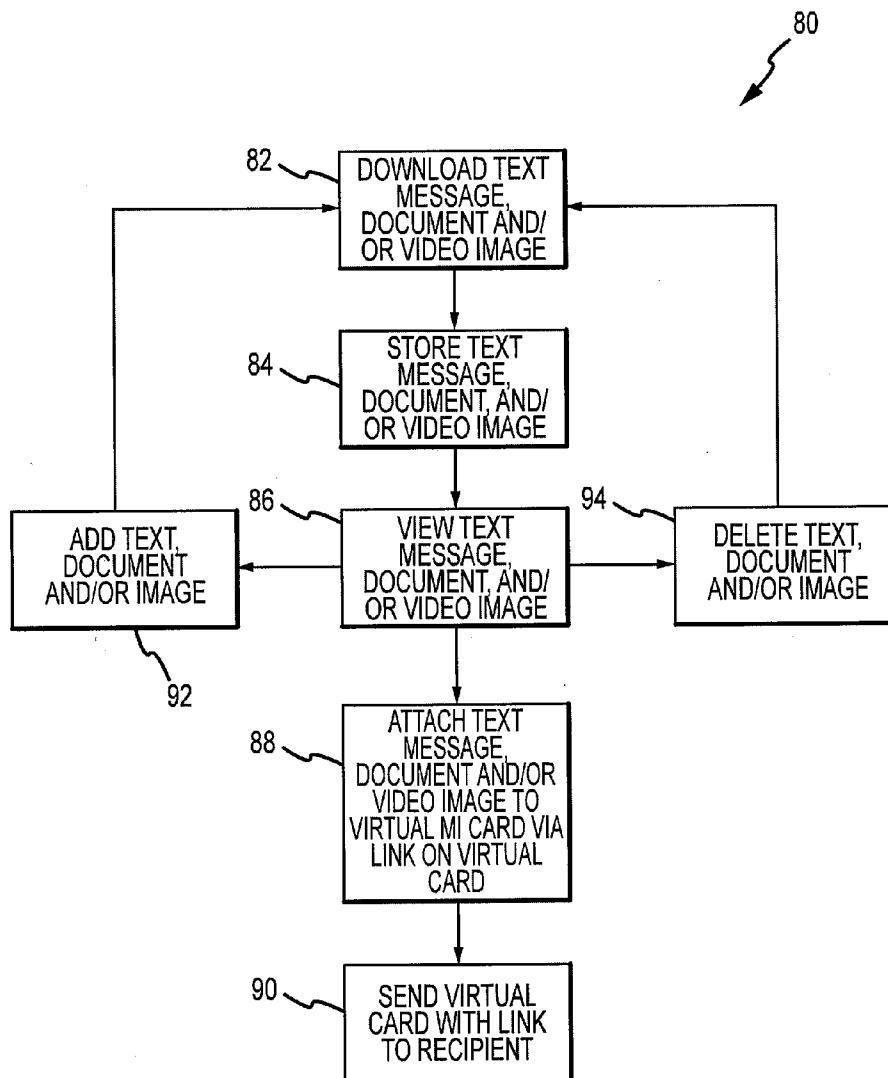 80
82
DOWNLOAD TEXT
MESSAGE,
DOCUMENT AND/
OR VIDEO IMAGE
84
STORE TEXT
MESSAGE,
DOCUMENT, AND/
OR VIDEO IMAGE
86
VIEW TEXT
MESSAGE,
DOCUMENT, AND/
OR VIDEO IMAGE
ADD TEXT,
DOCUMENT
AND/OR IMAGE
92
94
DELETE TEXT,
DOCUMENT
AND/OR IMAGE
88
ATTACH TEXT
MESSAGE,
DOCUMENT AND/OR
VIDEO IMAGE TO
VIRTUAL MI CARD VIA
LINK ON VIRTUAL
CARD
90
SEND VIRTUAL
CARD WITH LINK
TO RECIPIENT